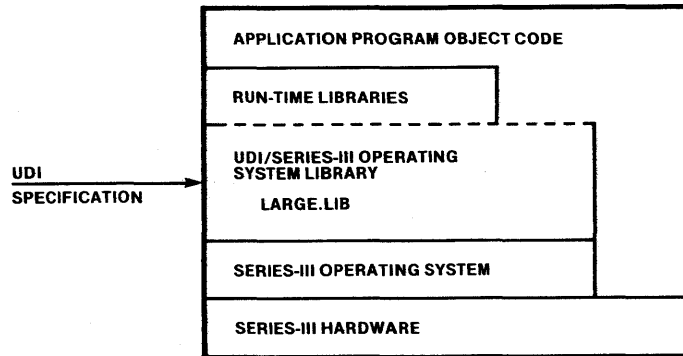 APPLICATION PROGRAM OBJECT CODE
RUN-TIME LIBRARIES
UDI/SERIES-III OPERATING
SYSTEM LIBRARY
LARGE.LIB
UDI
SPECIFICATION
SERIES-III OPERATING SYSTEM
SERIES-III HARDWARE